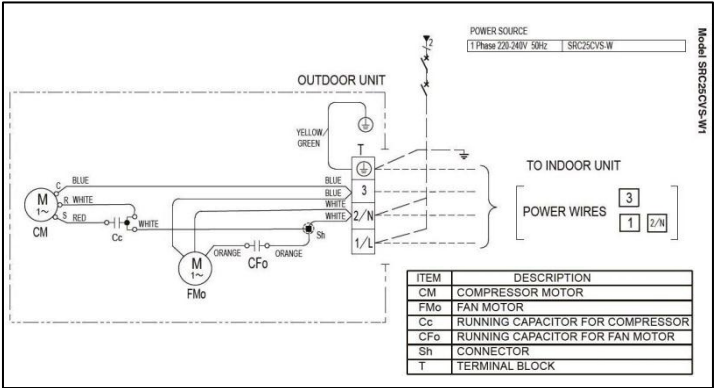 POWER SOURCE
1 Phase 220-240V 50Hz SRC25CVS-W
Model SRC25CVS-W1
2
OUTDOOR UNIT
YELLOW/
GREEN
T
TO INDOOR UNIT
BLUE
BLUE
BLUE
3
C
M
1~
CM
R WHITE
S RED
Cc
WHITE
WHITE
WHITE
2/N
Sh
1/L
POWER WIRES
3
1 2/N
ORANGE
CFo
ORANGE
M
1~
FMo
ITEM DESCRIPTION
CM COMPRESSOR MOTOR
FMo FAN MOTOR
Cc RUNNING CAPACITOR FOR COMPRESSOR
CFo RUNNING CAPACITOR FOR FAN MOTOR
Sh CONNECTOR
T TERMINAL BLOCK